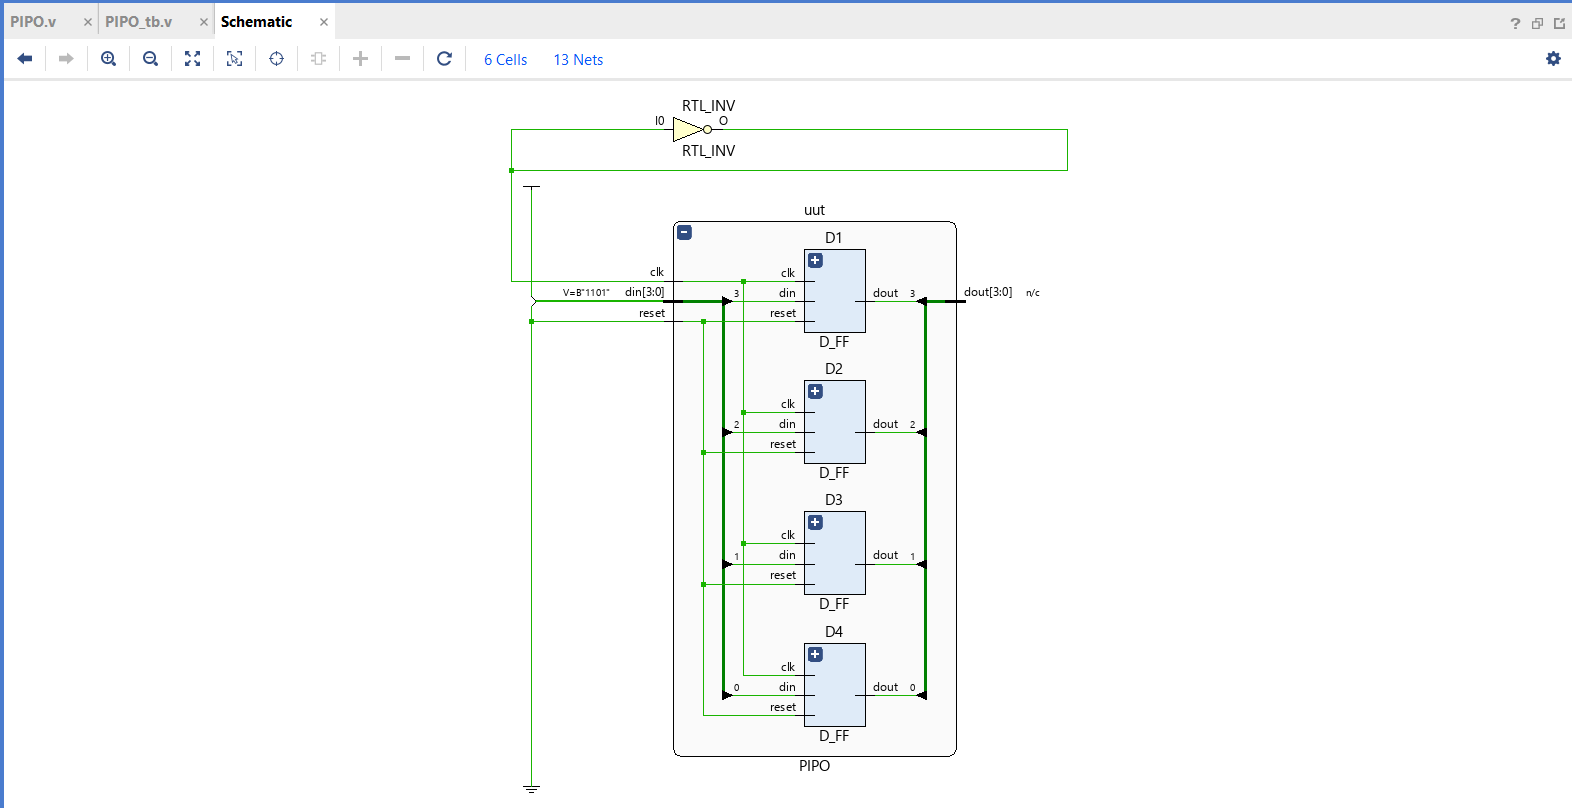 PIPO.v × PIPO_tb.v × Schematic ×
?
6 Cells 13 Nets
RTL_INV
I0 O
RTL_INV
uut
D1
clk clk
V=B"1101" din[3:0] 3 din dout 3 dout[3:0] n/c
reset reset
D_FF
D2
clk
2 din dout 2
reset
D_FF
D3
clk
1 din dout 1
reset
D_FF
D4
clk
0 din dout 0
reset
D_FF
PIPO